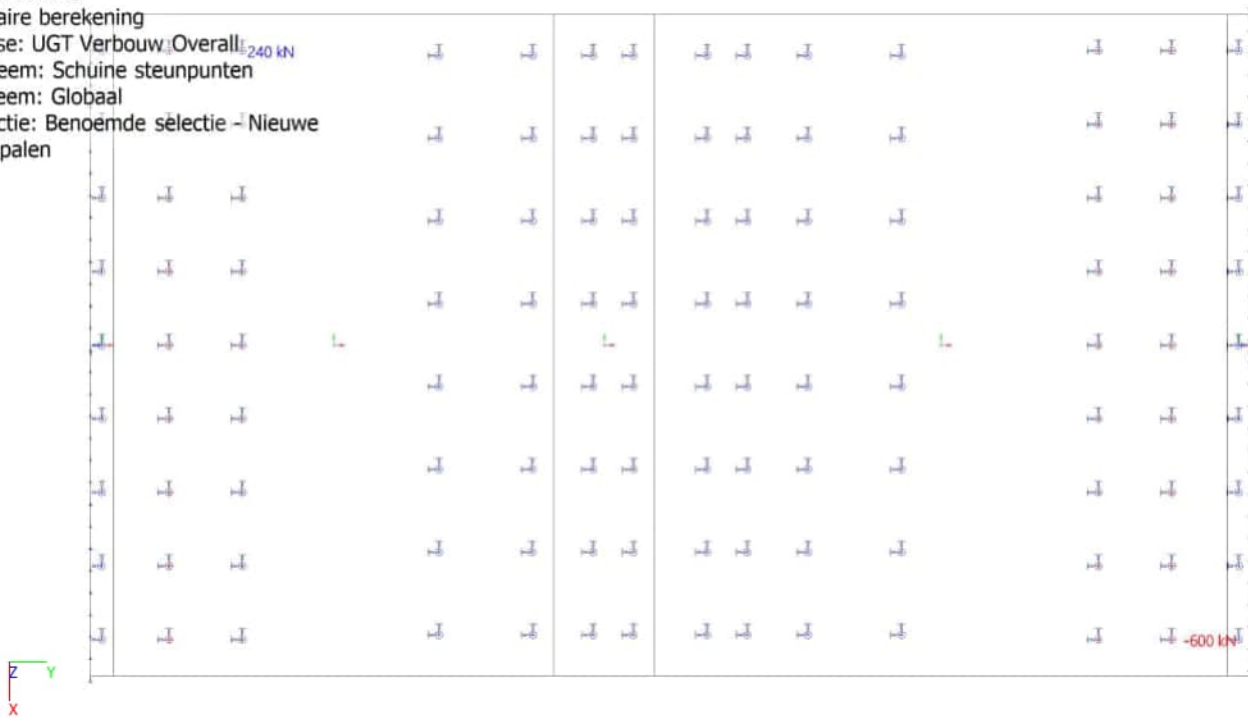 aire berekening
se: UGT Verbouw Overall
240 kN
eem: Schuine steunpunten
eem: Globaal
ctie: Benoemde selectie - Nieuwe
palen
-600 kN
Z Y
X